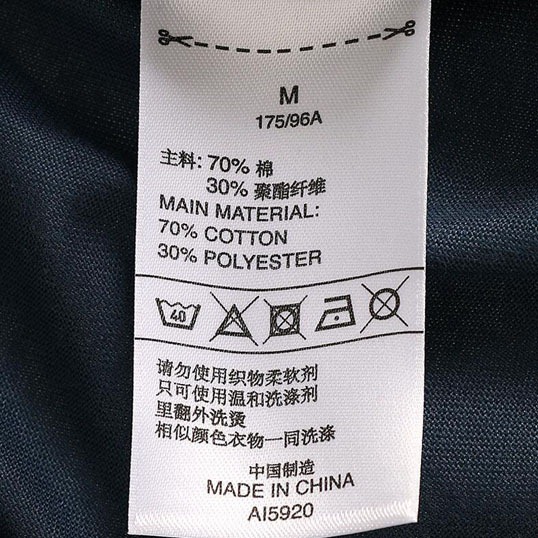 M
175/96A
主料: 70% 棉
30% 聚酯纤维
MAIN MATERIAL:
70% COTTON
30% POLYESTER
40
请勿使用织物柔软剂
只可使用温和洗涤剂
里翻外洗烫
相似颜色衣物一同洗涤
中国制造
MADE IN CHINA
AI5920